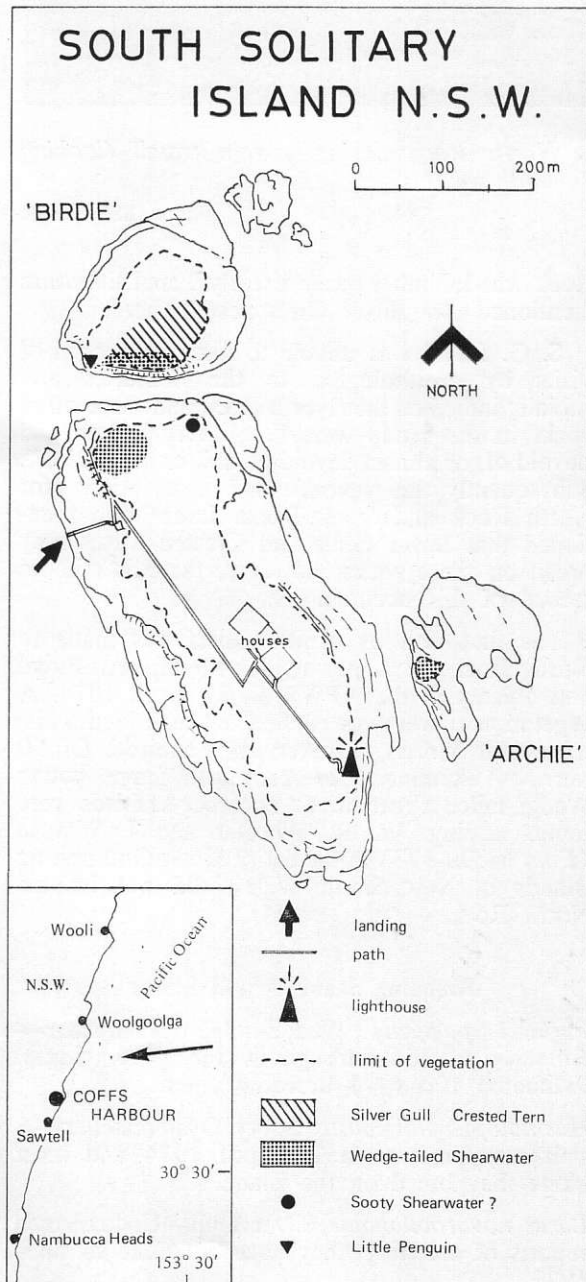 SOUTH SOLITARY
ISLAND N.S.W.
0 100 200 m
'BIRDIE'
NORTH
houses
'ARCHIE'
Wooli
N.S.W.
Pacific Ocean
Woolgoolga
COFFS
HARBOUR
Sawtell
30° 30'
Nambucca Heads
153° 30'
landing
path
lighthouse
limit of vegetation
Silver Gull Crested Tern
Wedge-tailed Shearwater
Sooty Shearwater ?
Little Penguin